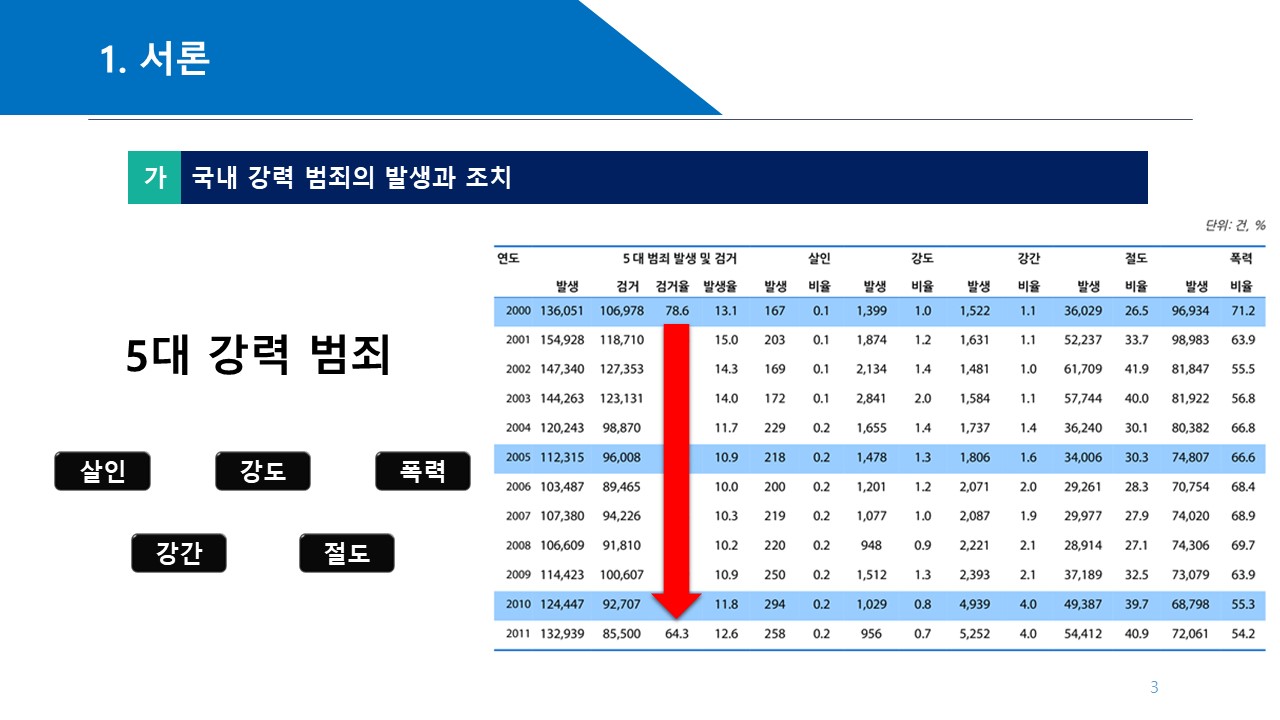 1. 서론
가 국내 강력 범죄의 발생과 조치
단위: 건, %
5대 강력 범죄
살인 강도 폭력
강간 절도
연도 5대 범죄 발생 및 검거 살인 강도 강간 절도 폭력
발생 검거 검거율 발생율 발생 비율 발생 비율 발생 비율 발생 비율 발생 비율
2000 136,051 106,978 78.6 13.1 167 0.1 1,399 1.0 1,522 1.1 36,029 26.5 96,934 71.2
2001 154,928 118,710 15.0 203 0.1 1,874 1.2 1,631 1.1 52,237 33.7 98,983 63.9
2002 147,340 127,353 14.3 169 0.1 2,134 1.4 1,481 1.0 61,709 41.9 81,847 55.5
2003 144,263 123,131 14.0 172 0.1 2,841 2.0 1,584 1.1 57,744 40.0 81,922 56.8
2004 120,243 98,870 11.7 229 0.2 1,655 1.4 1,737 1.4 36,240 30.1 80,382 66.8
2005 112,315 96,008 10.9 218 0.2 1,478 1.3 1,806 1.6 34,006 30.3 74,807 66.6
2006 103,487 89,465 10.0 200 0.2 1,201 1.2 2,071 2.0 29,261 28.3 70,754 68.4
2007 107,380 94,226 10.3 219 0.2 1,077 1.0 2,087 1.9 29,977 27.9 74,020 68.9
2008 106,609 91,810 10.2 220 0.2 948 0.9 2,221 2.1 28,914 27.1 74,306 69.7
2009 114,423 100,607 10.9 250 0.2 1,512 1.3 2,393 2.1 37,189 32.5 73,079 63.9
2010 124,447 92,707 11.8 294 0.2 1,029 0.8 4,939 4.0 49,387 39.7 68,798 55.3
2011 132,939 85,500 64.3 12.6 258 0.2 956 0.7 5,252 4.0 54,412 40.9 72,061 54.2
3